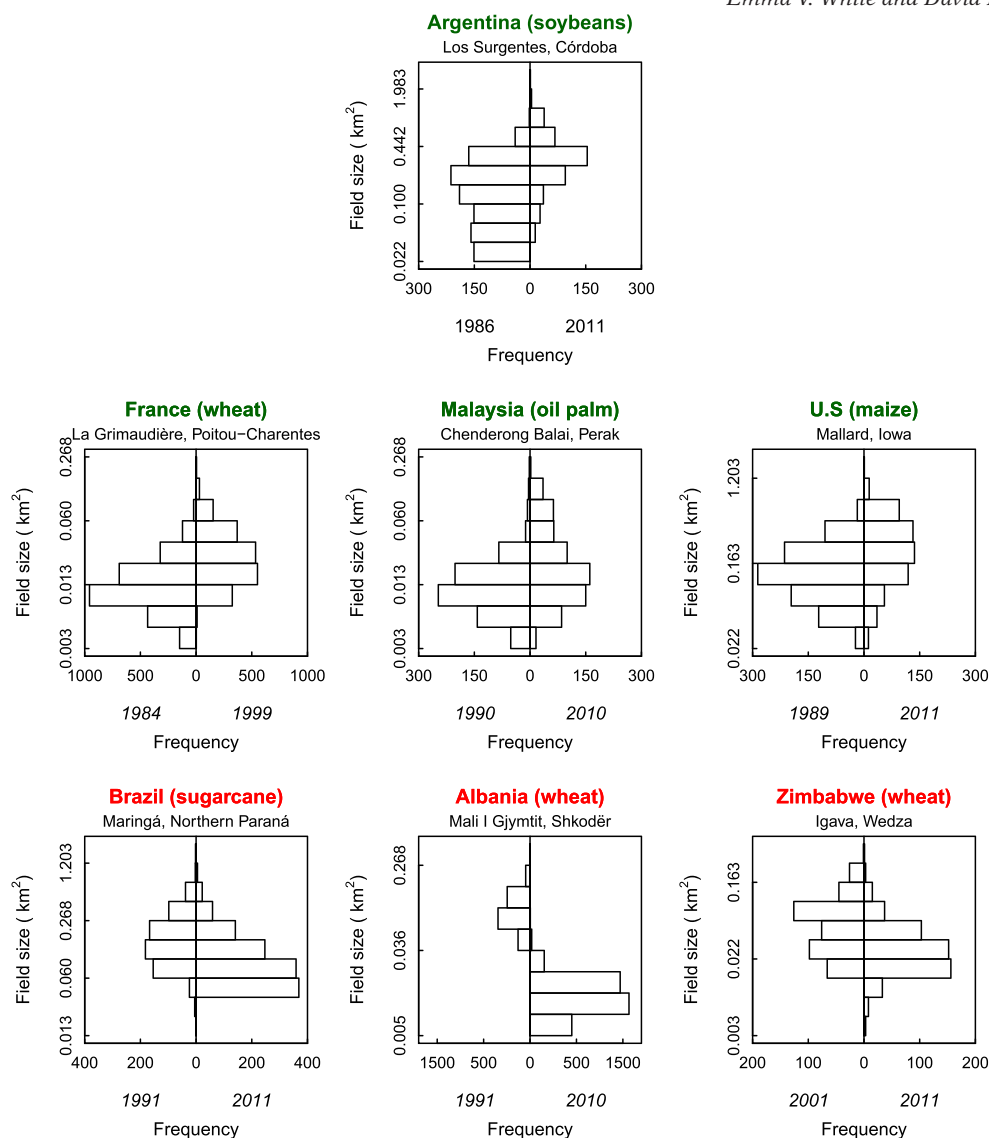 Emma V. White and David
Argentina (soybeans)
Los Surgentes, Córdoba
Field size ( km2)
1.983
0.442
0.100
0.022
300 150 0 150 300
1986 2011
Frequency
France (wheat)
La Grimaudière, Poitou−Charentes
Field size ( km2)
0.268
0.060
0.013
0.003
1000 500 0 500 1000
1984 1999
Frequency
Malaysia (oil palm)
Chenderong Balai, Perak
Field size ( km2)
0.268
0.060
0.013
0.003
300 150 0 150 300
1990 2010
Frequency
U.S (maize)
Mallard, Iowa
Field size ( km2)
1.203
0.163
0.022
300 150 0 150 300
1989 2011
Frequency
Brazil (sugarcane)
Maringá, Northern Paraná
Field size ( km2)
1.203
0.268
0.060
0.013
400 200 0 200 400
1991 2011
Frequency
Albania (wheat)
Mali I Gjymtit, Shkodër
Field size ( km2)
0.268
0.036
0.005
1500 500 0 500 1500
1991 2010
Frequency
Zimbabwe (wheat)
Igava, Wedza
Field size ( km2)
0.163
0.022
0.003
200 100 0 100 200
2001 2011
Frequency